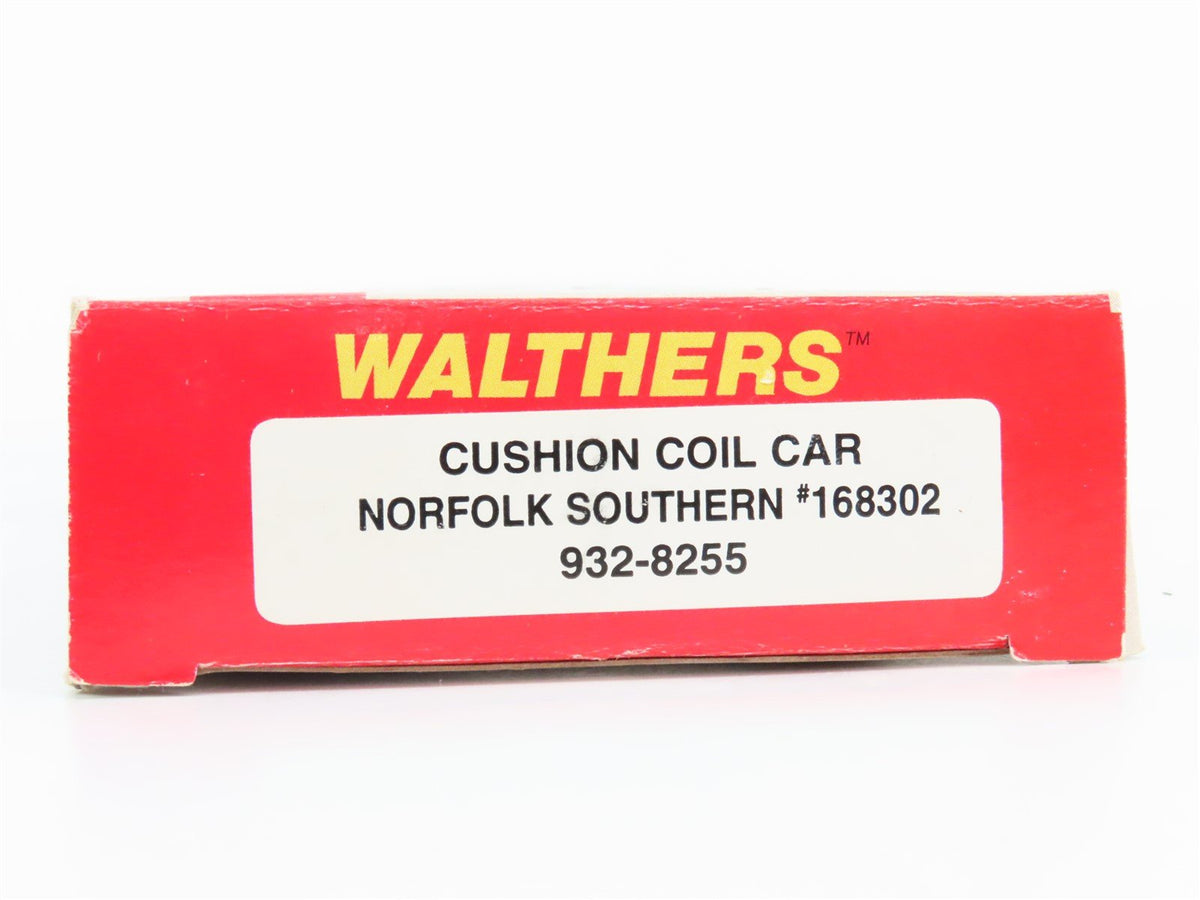 WALTHERS™
CUSHION COIL CAR
NORFOLK SOUTHERN #168302
932-8255